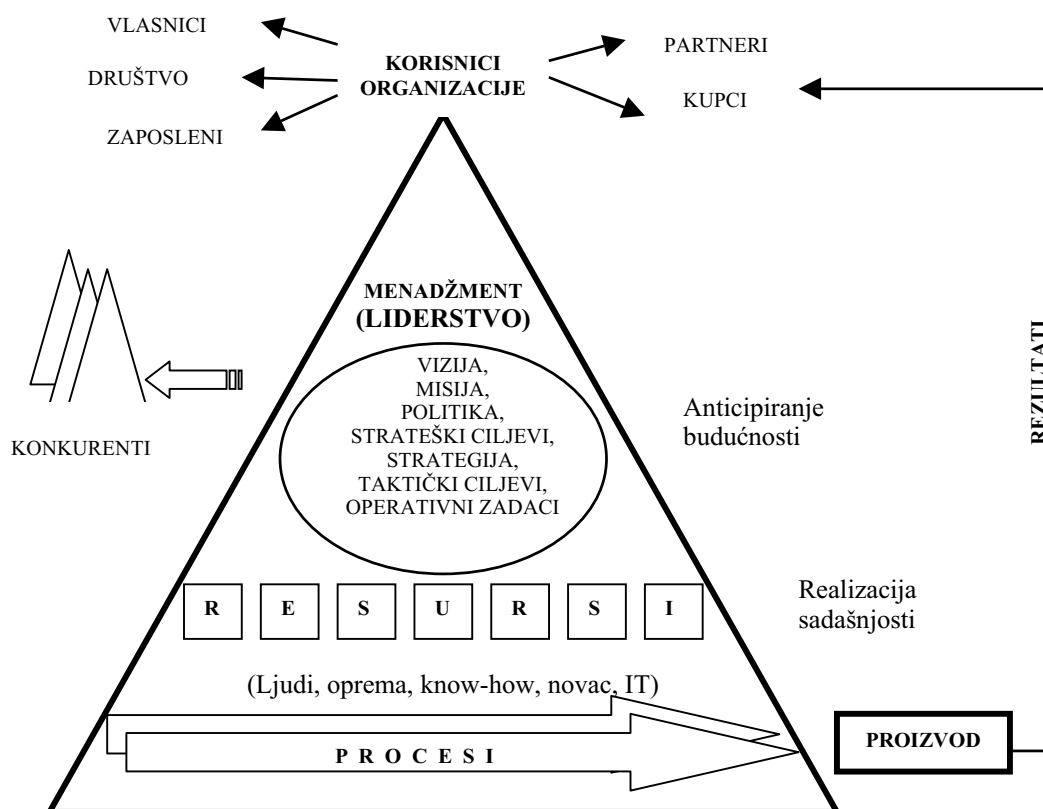 VLASNICI
DRUŠTVO
ZAPOSLENI
KORISNICI
ORGANIZACIJE
PARTNERI
KUPCI
MENADŽMENT
(LIDERSTVO)
VIZIJA,
MISIJA,
POLITIKA,
STRATEŠKI CILJEVI,
STRATEGIJA,
TAKTIČKI CILJEVI,
OPERATIVNI ZADACI
KONKURENTI
Anticipiranje
budućnosti
REZULTATI
R E S U R S I
Realizacija
sadašnjosti
(Ljudi, oprema, know-how, novac, IT)
P R O C E S I
PROIZVOD